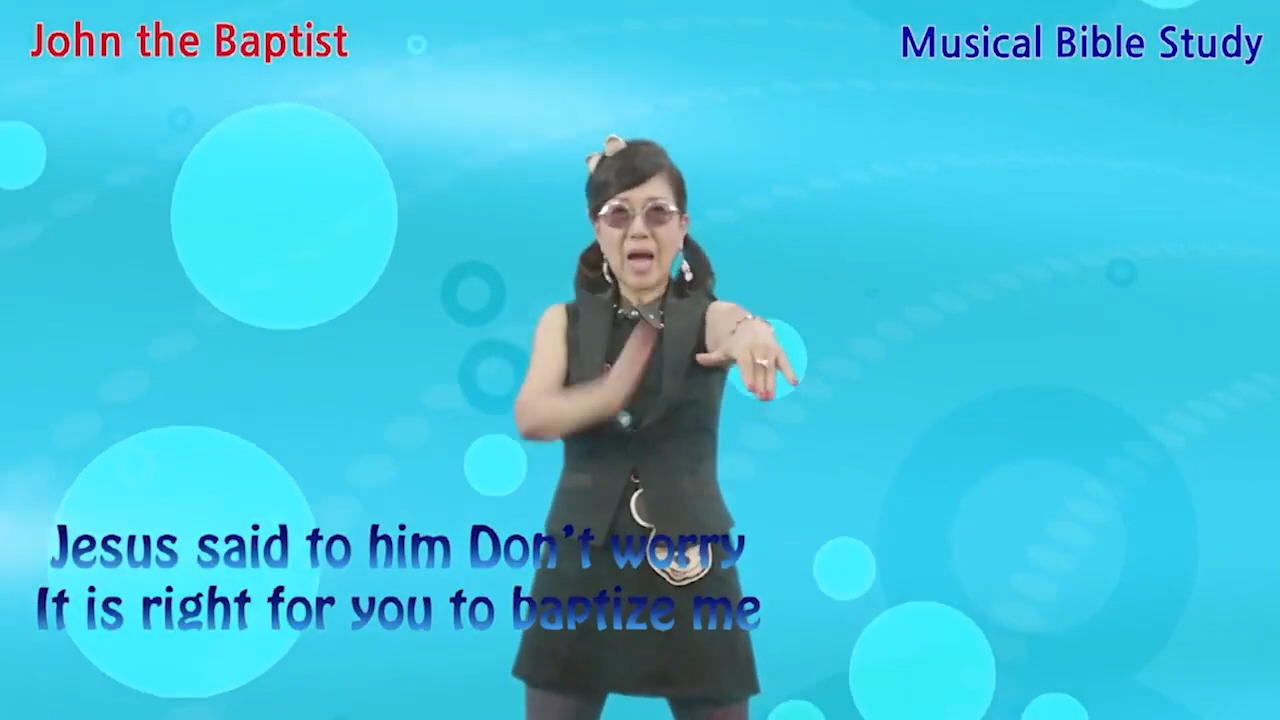 John the Baptist
Musical Bible Study
Jesus said to him Don't worry
It is right for you to baptize me